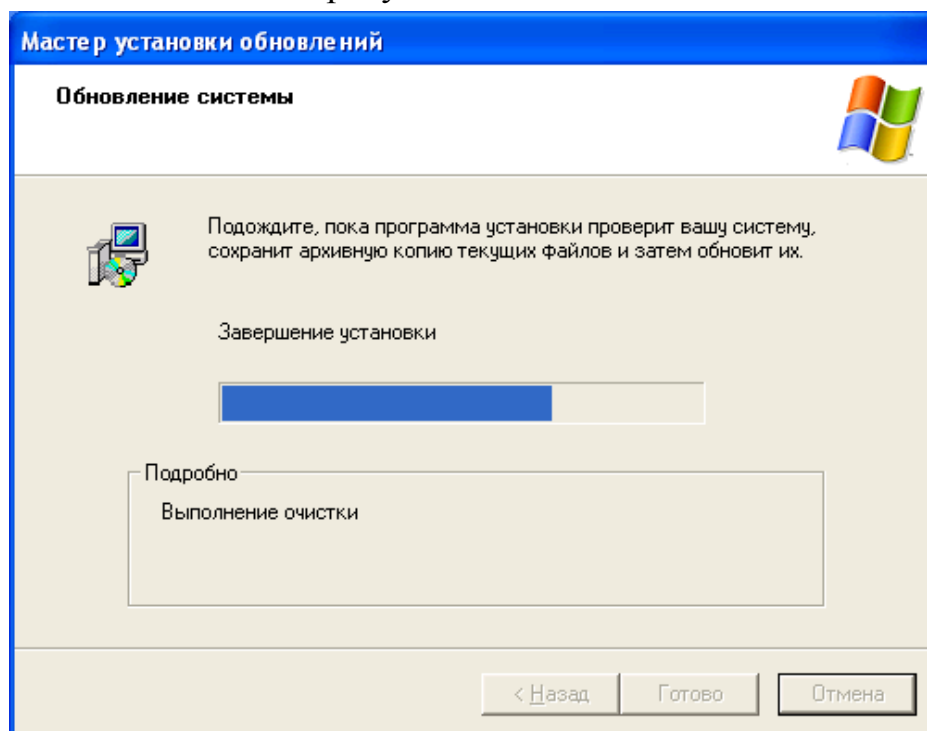 Мастер установки обновлений
Обновление системы
Подождите, пока программа установки проверит вашу систему,
сохранит архивную копию текущих файлов и затем обновит их.
Завершение установки
Подробно
Выполнение очистки
< Назад Готово Отмена